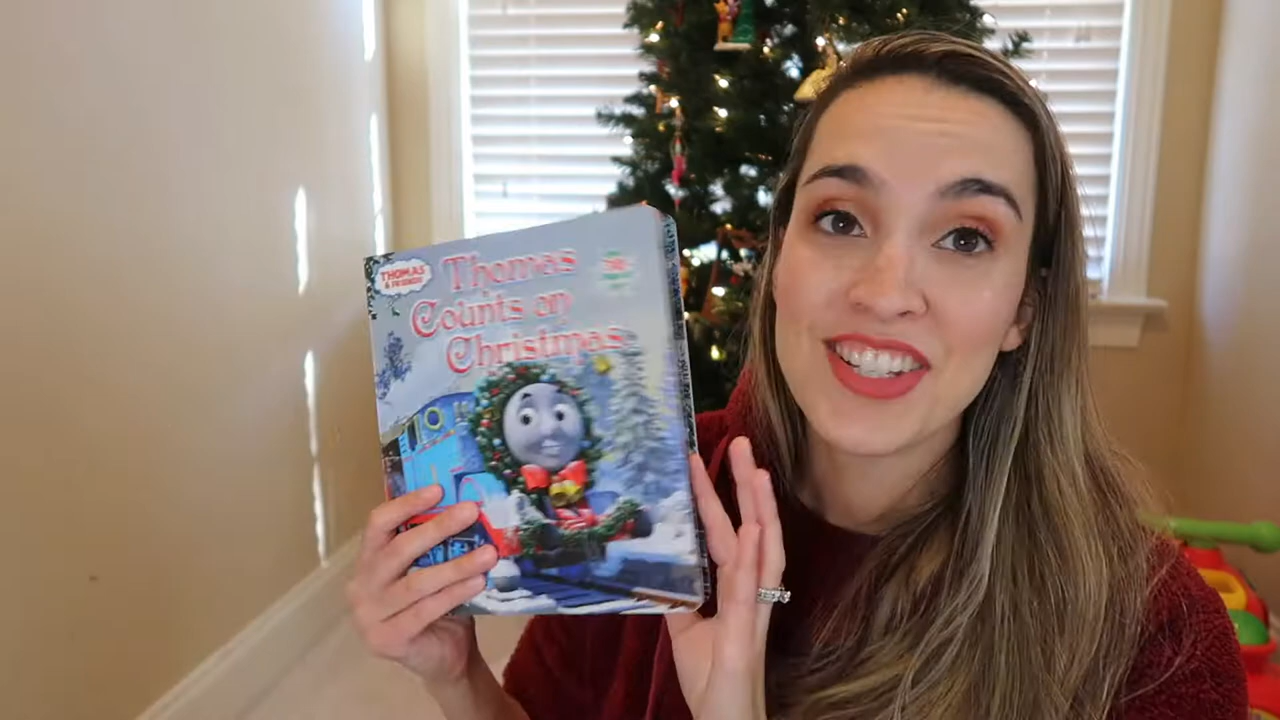 THOMAS
& FRIENDS
Thomas
Counts on
Christmas